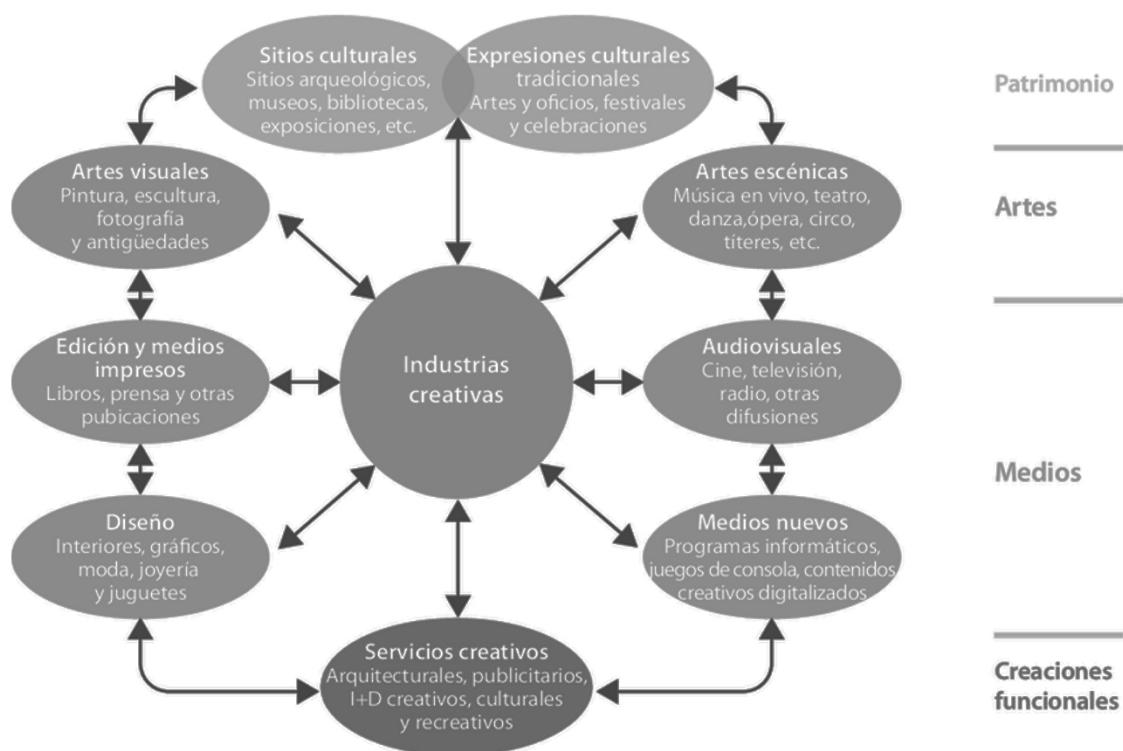 Sitios culturales
Sitios arqueológicos,
museos, bibliotecas,
exposiciones, etc.
Expresiones culturales
tradicionales
Artes y oficios, festivales
y celebraciones
Patrimonio
Artes visuales
Pintura, escultura,
fotografía
y antigüedades
Artes escénicas
Música en vivo, teatro,
danza,ópera, circo,
títeres, etc.
Artes
Edición y medios
impresos
Libros, prensa y otras
pubicaciones
Industrias
creativas
Audiovisuales
Cine, televisión,
radio, otras
difusiones
Medios
Diseño
Interiores, gráficos,
moda, joyería
y juguetes
Medios nuevos
Programas informáticos,
juegos de consola, contenidos
creativos digitalizados
Servicios creativos
Arquitecturales, publicitarios,
I+D creativos, culturales
y recreativos
Creaciones
funcionales